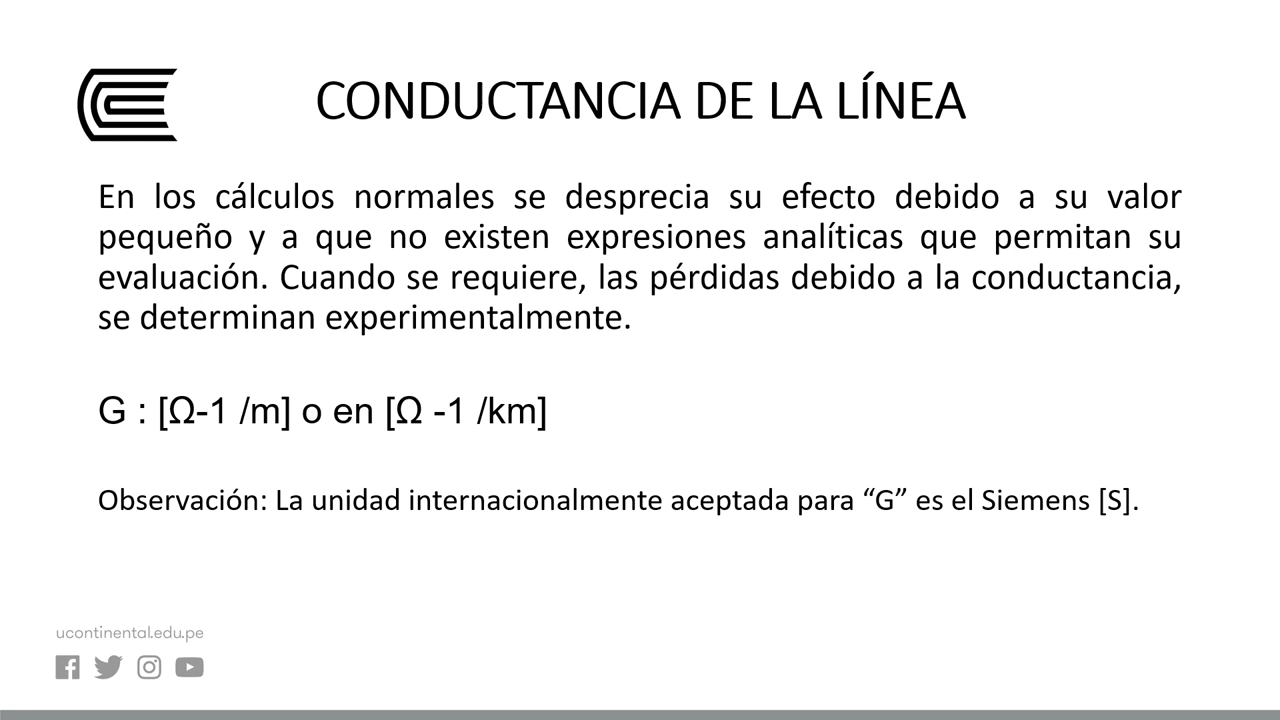 CONDUCTANCIA DE LA LÍNEA
En los cálculos normales se desprecia su efecto debido a su valor
pequeño y a que no existen expresiones analíticas que permitan su
evaluación. Cuando se requiere, las pérdidas debido a la conductancia,
se determinan experimentalmente.
G : [Ω-1 /m] o en [Ω -1 /km]
Observación: La unidad internacionalmente aceptada para “G” es el Siemens [S].
ucontinental.edu.pe